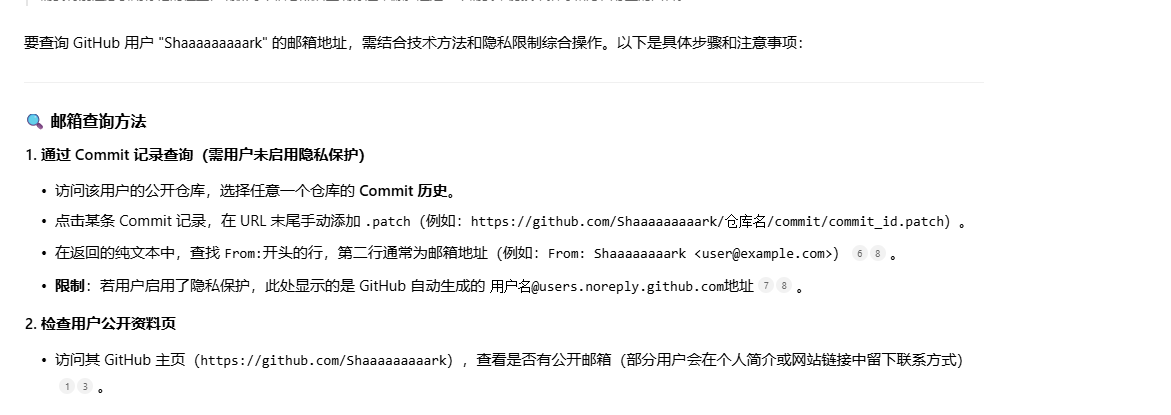 要查询 GitHub 用户 "Shaaaaaaaaark" 的邮箱地址，需结合技术方法和隐私限制综合操作。以下是具体步骤和注意事项：
🔍 邮箱查询方法
1. 通过 Commit 记录查询（需用户未启用隐私保护）
• 访问该用户的公开仓库，选择任意一个仓库的 Commit 历史。
• 点击某条 Commit 记录，在 URL 末尾手动添加 .patch（例如：https://github.com/Shaaaaaaaaark/仓库名/commit/commit_id.patch）。
• 在返回的纯文本中，查找 From:开头的行，第二行通常为邮箱地址（例如：From: Shaaaaaaaark <user@example.com>） 6 8 。
• 限制：若用户启用了隐私保护，此处显示的是 GitHub 自动生成的 用户名@users.noreply.github.com地址 7 8 。
2. 检查用户公开资料页
• 访问其 GitHub 主页（https://github.com/Shaaaaaaaaark），查看是否有公开邮箱（部分用户会在个人简介或网站链接中留下联系方式）
1 3 。